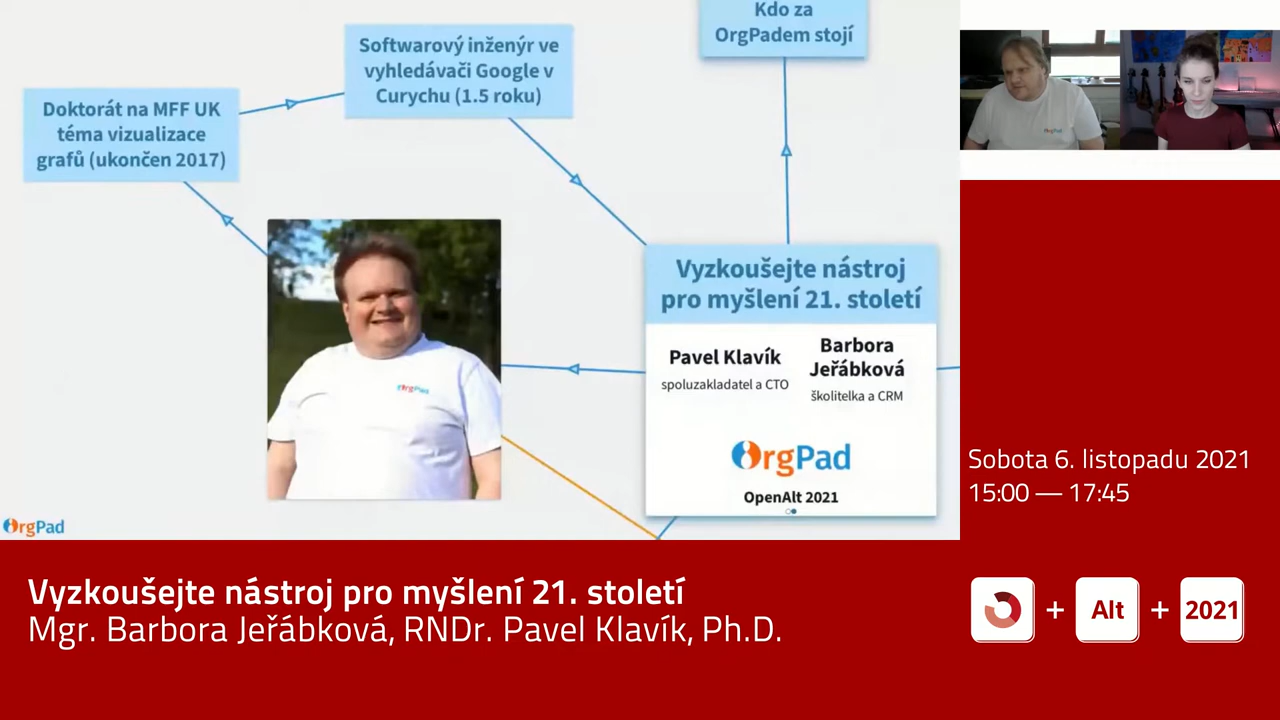 Kdo za
OrgPadem stojí
Softwarový inženýr ve
vyhledávači Google v
Curychu (1.5 roku)
Doktorát na MFF UK
téma vizualizace
grafů (ukončen 2017)
OrgPad
Vyzkoušejte nástroj
pro myšlení 21. století
Pavel Klavík
spoluzakladatel a CTO
Barbora
Jeřábková
školitelka a CRM
OrgPad
OpenAlt 2021
OrgPad
OrgPad
Sobota 6. listopadu 2021
15:00 — 17:45
Vyzkoušejte nástroj pro myšlení 21. století
Mgr. Barbora Jeřábková, RNDr. Pavel Klavík, Ph.D.
+ Alt + 2021